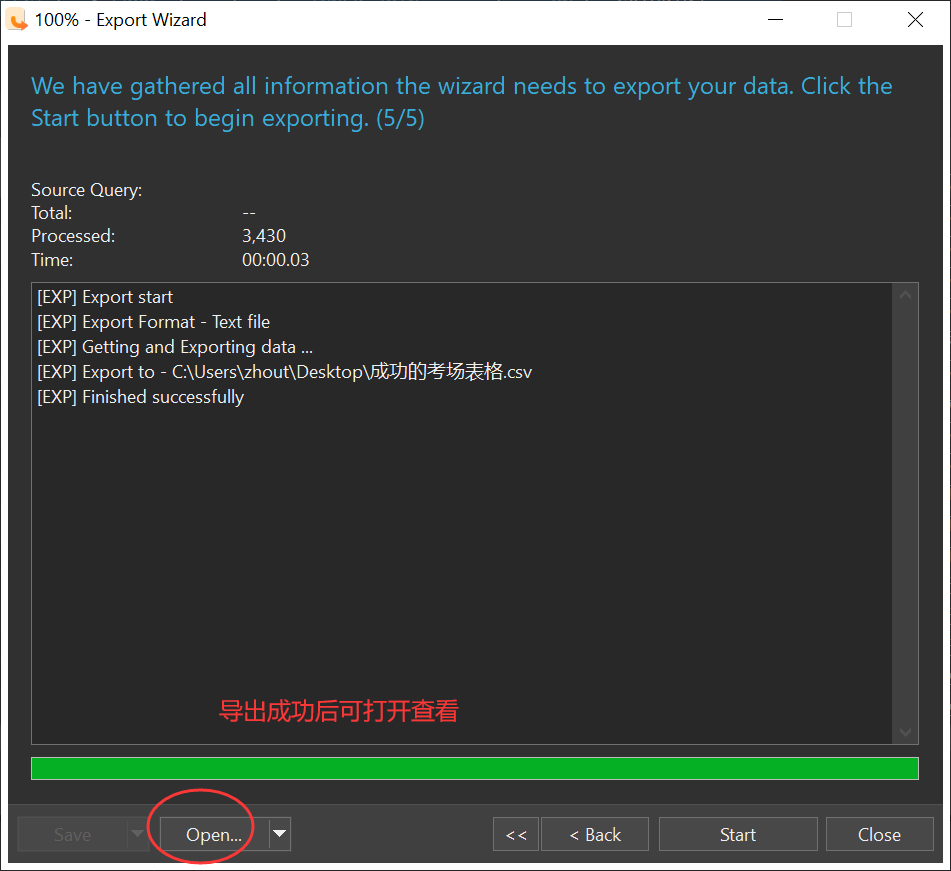 100% - Export Wizard
We have gathered all information the wizard needs to export your data. Click the
Start button to begin exporting. (5/5)
Source Query:
Total: --
Processed: 3,430
Time: 00:00.03
[EXP] Export start
[EXP] Export Format - Text file
[EXP] Getting and Exporting data ...
[EXP] Export to - C:\Users\zhout\Desktop\成功的考场表格.csv
[EXP] Finished successfully
导出成功后可打开查看
Save Open... << < Back Start Close